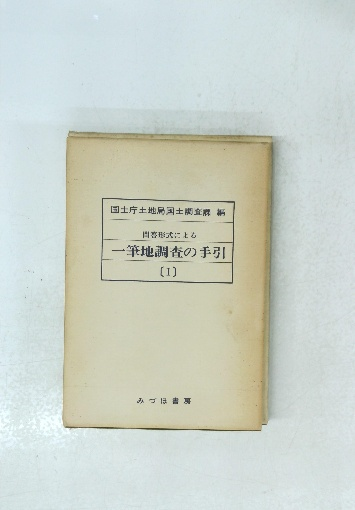 国土庁土地局国土調査課 編
問答形式による
一筆地調査の手引
〔I〕
みづほ書房